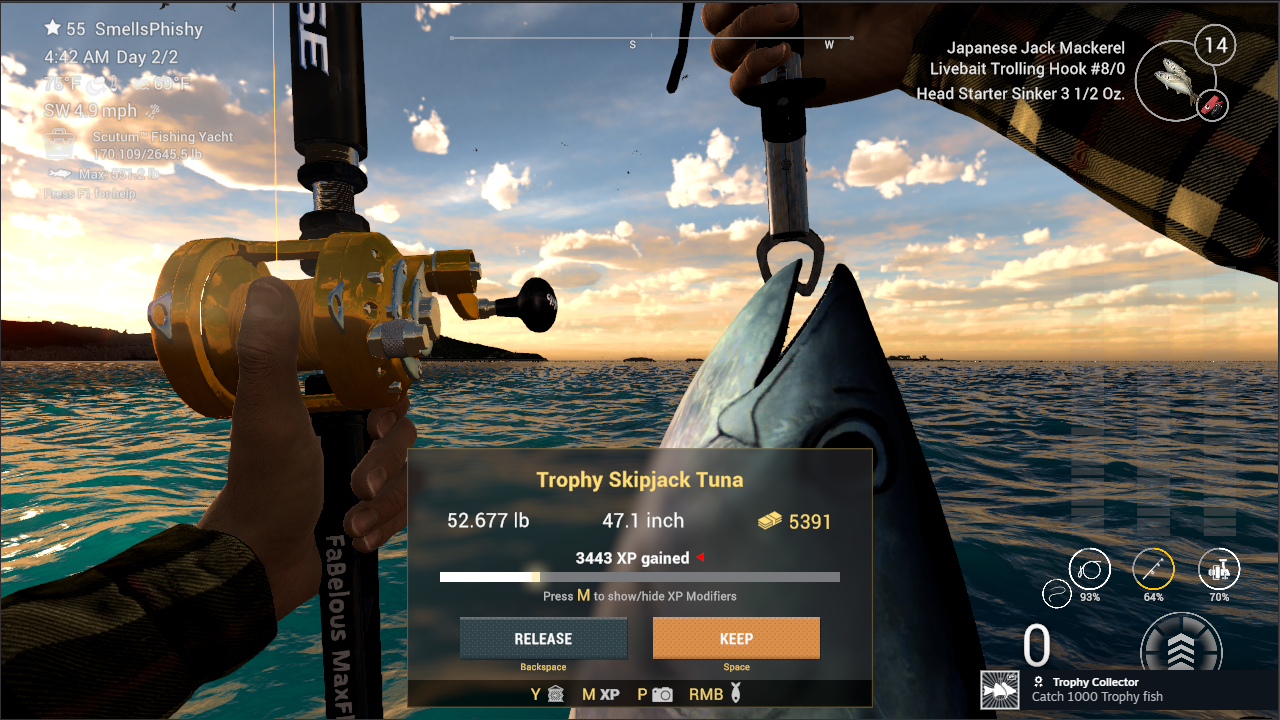 55 SmellsPhishy
4:42 AM Day 2/2
SW 4.9 mph
Scutum™ Fishing Yacht
170.109/2645.5 lb
Press F1 for help
SE
S
W
Japanese Jack Mackerel
14
Livebait Trolling Hook #8/0
Head Starter Sinker 3 1/2 Oz.
Trophy Skipjack Tuna
52.677 lb
47.1 inch
5391
3443 XP gained
Press M to show/hide XP Modifiers
RELEASE
KEEP
Backspace
Space
Y
M XP
P
RMB
FaBelous MaxF
93%
64%
70%
0
Trophy Collector
Catch 1000 Trophy fish